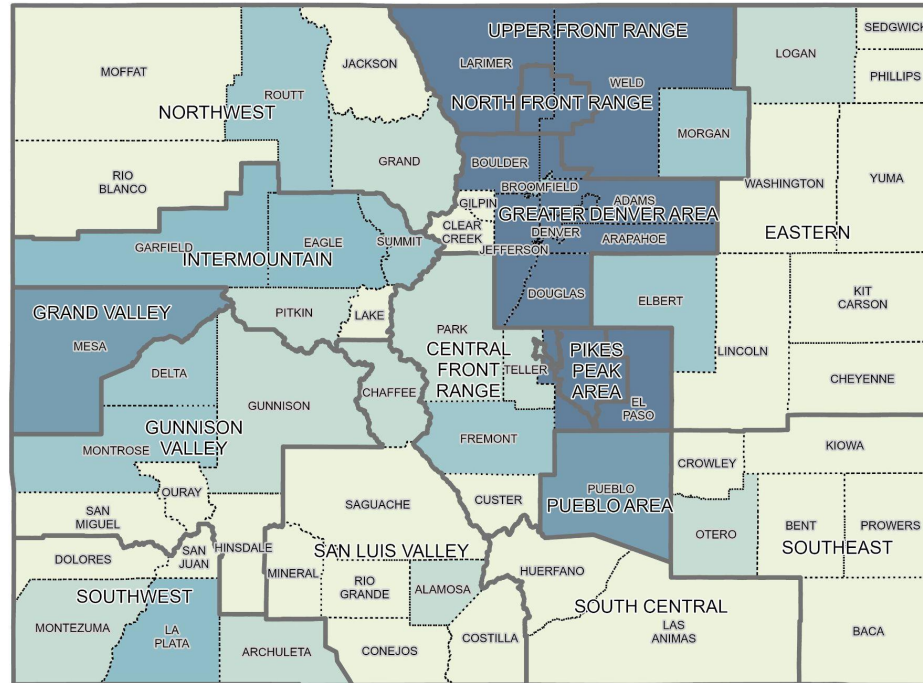 UPPER FRONT RANGE
SEDGWICK
LOGAN
JACKSON
LARIMER
MOFFAT
PHILLIPS
WELD
ROUTT
NORTH FRONT RANGE
NORTHWEST
MORGAN
GRAND
BOULDER
RIO
BLANCO
WASHINGTON
YUMA
BROOMFIELD
GILPIN
ADAMS
GREATER DENVER AREA
CLEAR
CREEK
DENVER
EASTERN
ARAPAHOE
GARFIELD
EAGLE
SUMMIT
JEFFERSON
INTERMOUNTAIN
KIT
CARSON
DOUGLAS
ELBERT
GRAND VALLEY
PITKIN
LAKE
PARK
MESA
CENTRAL
FRONT
RANGE
PIKES
PEAK
AREA
LINCOLN
TELLER
DELTA
CHEYENNE
CHAFFEE
EL
PASO
GUNNISON
GUNNISON
VALLEY
FREMONT
KIOWA
MONTROSE
CROWLEY
OURAY
PUEBLO
PUEBLO AREA
CUSTER
SAGUACHE
SAN
MIGUEL
BENT
PROWERS
OTERO
SAN
JUAN
HINSDALE
SAN LUIS VALLEY
SOUTHEAST
DOLORES
MINERAL
HUERFANO
RIO
GRANDE
ALAMOSA
SOUTHWEST
SOUTH CENTRAL
MONTEZUMA
LA
PLATA
LAS
ANIMAS
BACA
COSTILLA
CONEJOS
ARCHULETA